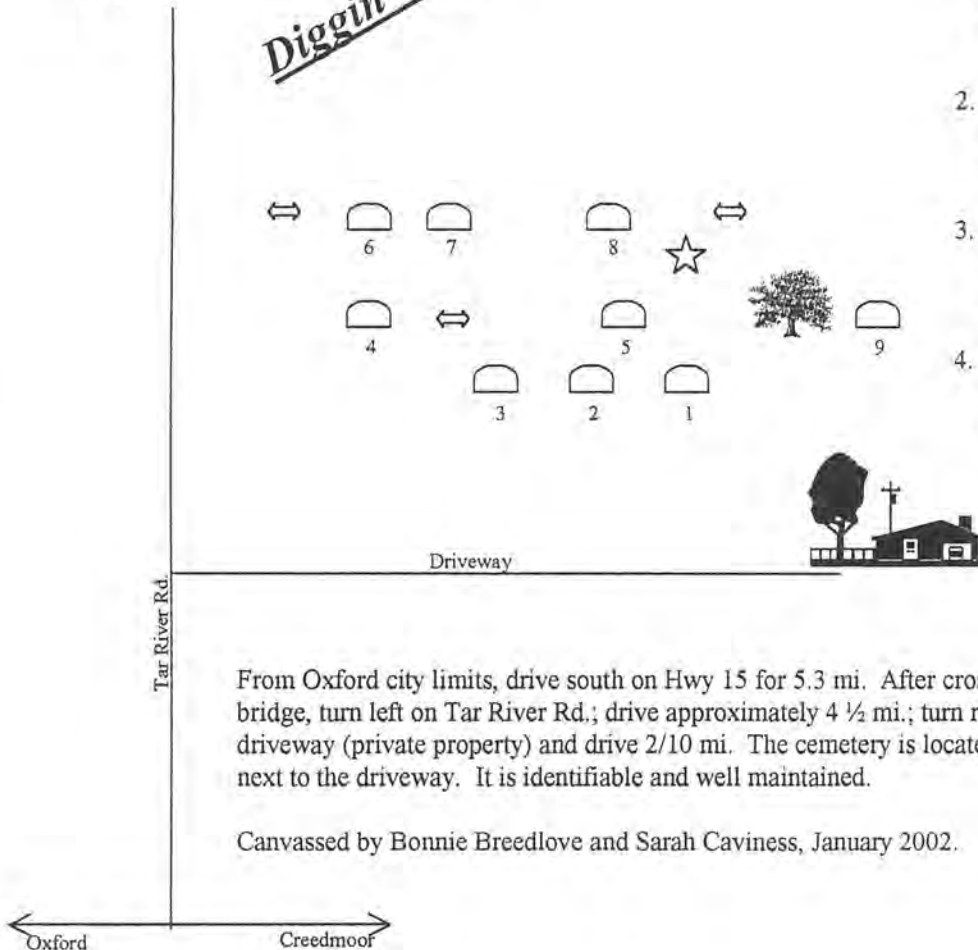 Diggin
2.
3.
4.
6 7 8
4 5 9
3 2 1
Driveway
Tar River Rd.
From Oxford city limits, drive south on Hwy 15 for 5.3 mi. After
bridge, turn left on Tar River Rd.; drive approximately 4 ½ mi.; turn
driveway (private property) and drive 2/10 mi. The cemetery is
next to the driveway. It is identifiable and well maintained.
Canvassed by Bonnie Breedlove and Sarah Caviness, January 2002.
Oxford Creedmoor